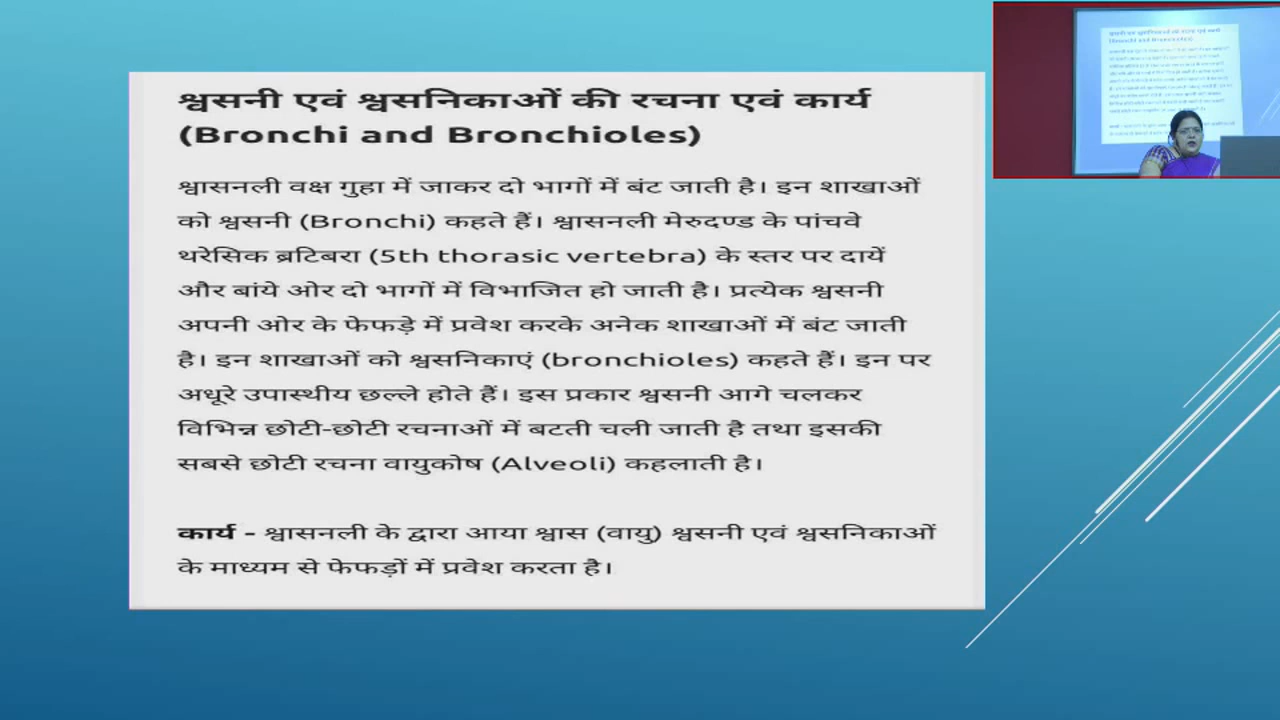 श्वसनी एवं श्वसनिकाओं की रचना एवं कार्य
(Bronchi and Bronchioles)
श्वासनली वक्ष गुहा में जाकर दो भागों में बंट जाती है। इन शाखाओं
को श्वसनी (Bronchi) कहते हैं। श्वासनली मेरुदण्ड के पांचवे
थरेसिक ब्रटिबरा (5th thorasic vertebra) के स्तर पर दायें
और बांये ओर दो भागों में विभाजित हो जाती है। प्रत्येक श्वसनी
अपनी ओर के फेफड़े में प्रवेश करके अनेक शाखाओं में बंट जाती
है। इन शाखाओं को श्वसनिकाएं (bronchioles) कहते हैं। इन पर
अधूरे उपास्थीय छल्ले होते हैं। इस प्रकार श्वसनी आगे चलकर
विभिन्न छोटी-छोटी रचनाओं में बटती चली जाती है तथा इसकी
सबसे छोटी रचना वायुकोष (Alveoli) कहलाती है।
कार्य - श्वासनली के द्वारा आया श्वास (वायु) श्वसनी एवं श्वसनिकाओं
के माध्यम से फेफड़ों में प्रवेश करता है।